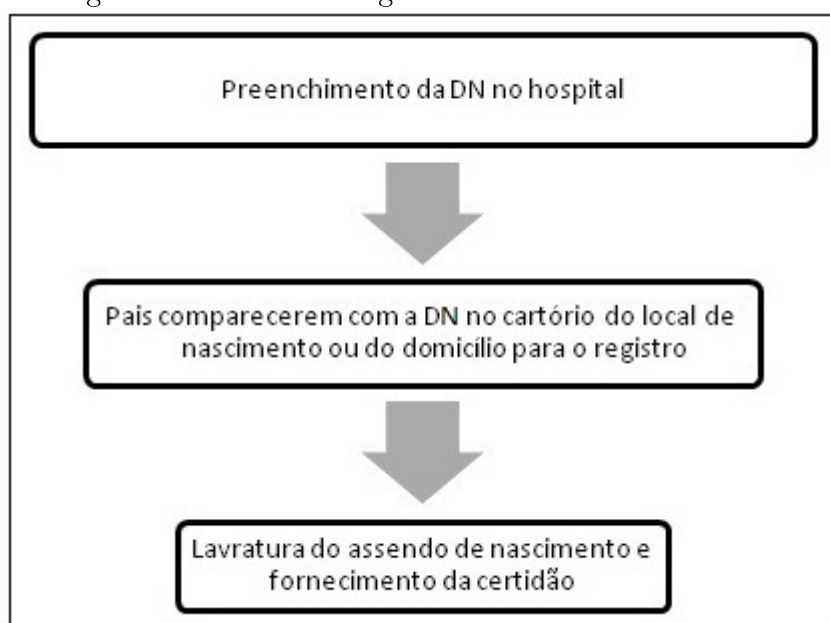 Preenchimento da DN no hospital
Pais comparecerem com a DN no cartório do local de
nascimento ou do domicílio para o registro
Lavratura do assendo de nascimento e
fornecimento da certidão